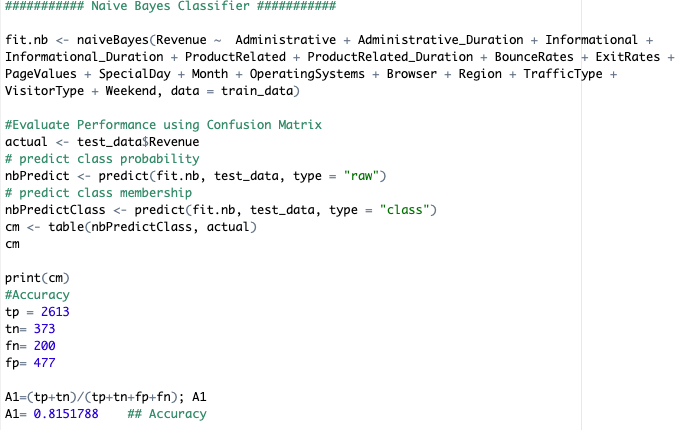 ########### Naive Bayes Classifier ###########
fit.nb <- naiveBayes(Revenue ~  Administrative + Administrative_Duration + Informational +
Informational_Duration + ProductRelated + ProductRelated_Duration + BounceRates + ExitRates +
PageValues + SpecialDay + Month + OperatingSystems + Browser + Region + TrafficType +
VisitorType + Weekend, data = train_data)
#Evaluate Performance using Confusion Matrix
actual <- test_data$Revenue
# predict class probability
nbPredict <- predict(fit.nb, test_data, type = "raw")
# predict class membership
nbPredictClass <- predict(fit.nb, test_data, type = "class")
cm <- table(nbPredictClass, actual)
cm
print(cm)
#Accuracy
tp = 2613
tn= 373
fn= 200
fp= 477
A1=(tp+tn)/(tp+tn+fp+fn); A1
A1= 0.8151788    ## Accuracy